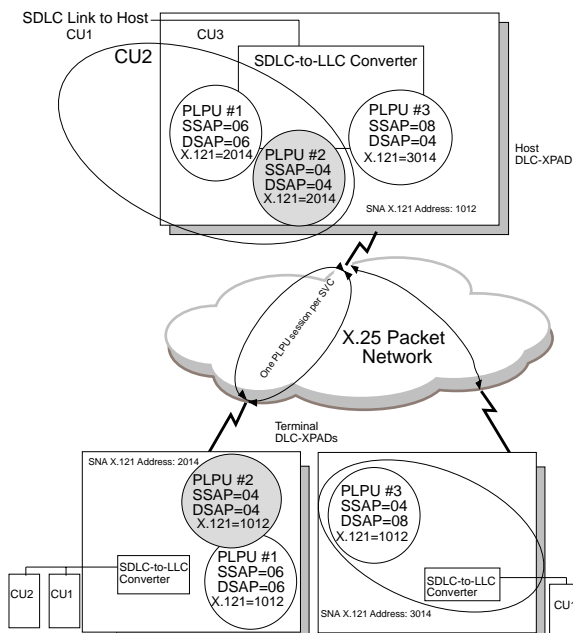 SDLC Link to Host
CU1
CU3
CU2
SDLC-to-LLC Converter
PLPU #1
SSAP=06
DSAP=06
X.121=2014
PLPU #2
SSAP=04
DSAP=04
X.121=2014
PLPU #3
SSAP=08
DSAP=04
X.121=3014
Host
DLC-XPAD
SNA X.121 Address: 1012
One PLPU session per SVC
X.25 Packet
Network
Terminal
DLC-XPADs
SNA X.121 Address: 2014
PLPU #2
SSAP=04
DSAP=04
X.121=1012
PLPU #1
SSAP=06
DSAP=06
X.121=1012
SDLC-to-LLC
Converter
CU2
CU1
PLPU #3
SSAP=04
DSAP=08
X.121=1012
SDLC-to-LLC
Converter
SNA X.121 Address: 3014
CU1